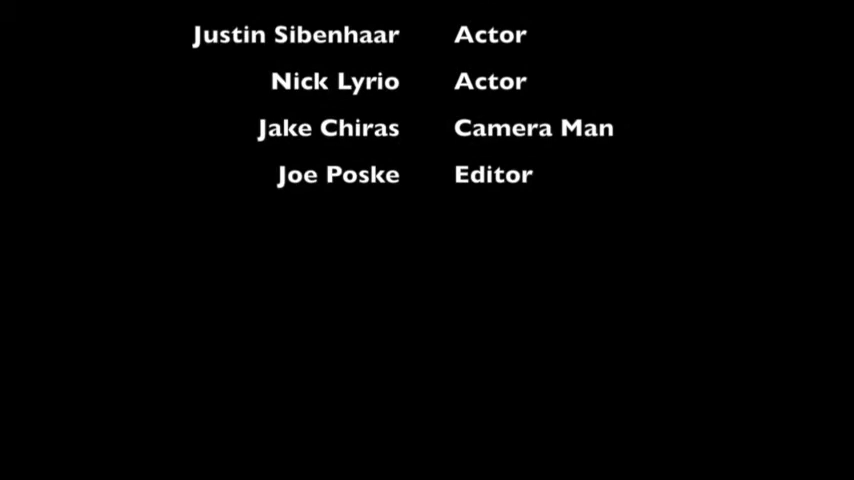 Justin Sibenhaar Actor
Nick Lyrio Actor
Jake Chiras Camera Man
Joe Poske Editor